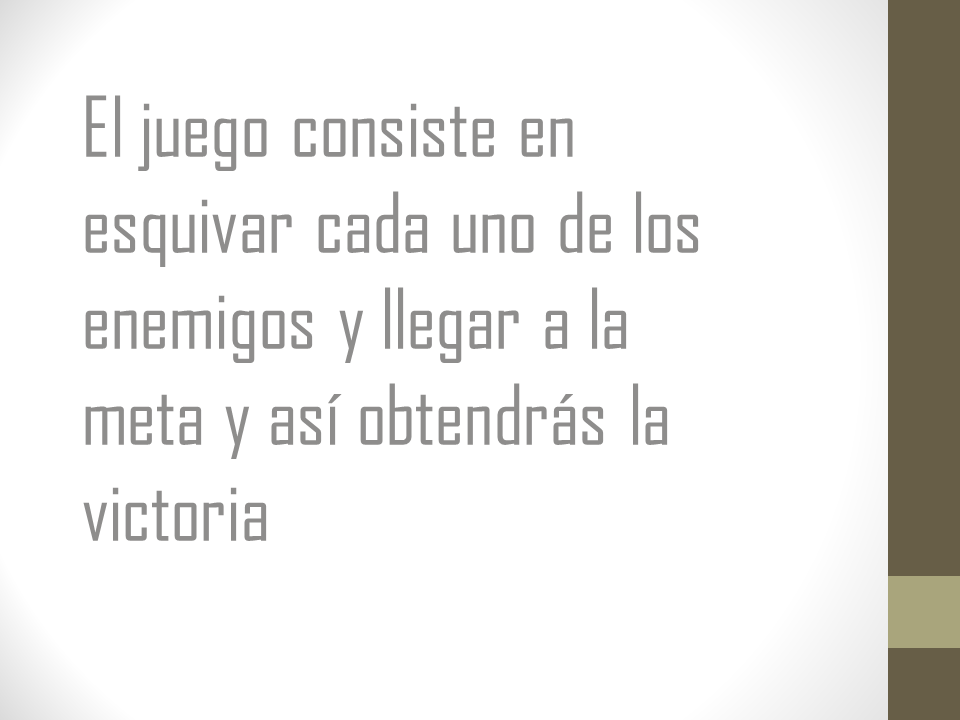 El juego consiste en
esquivar cada uno de los
enemigos y llegar a la
meta y así obtendrás la
victoria